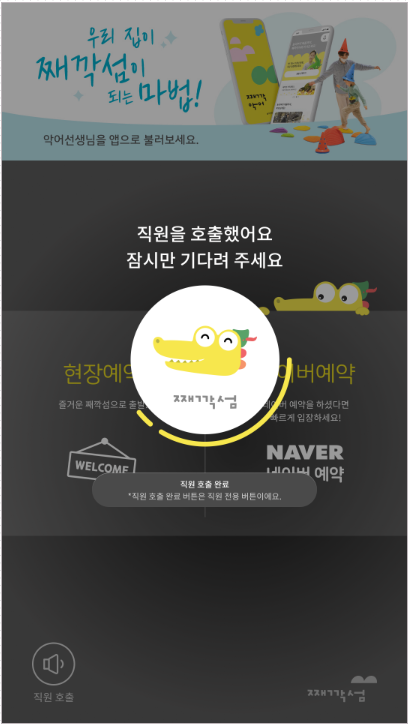 우리 집이
째깍섬이
되는 마법!
째깍
악어
악어선생님을 앱으로 불러보세요.
직원을 호출했어요
잠시만 기다려 주세요
현장예약
이버예약
즐거운 째깍섬으로 출발
네이버 예약을 하셨다면
빠르게 입장하세요!
째깍섬
WELCOME
NAVER
네이버 예약
직원 호출 완료
*직원 호출 완료 버튼은 직원 전용 버튼이에요.
직원 호출
째깍섬